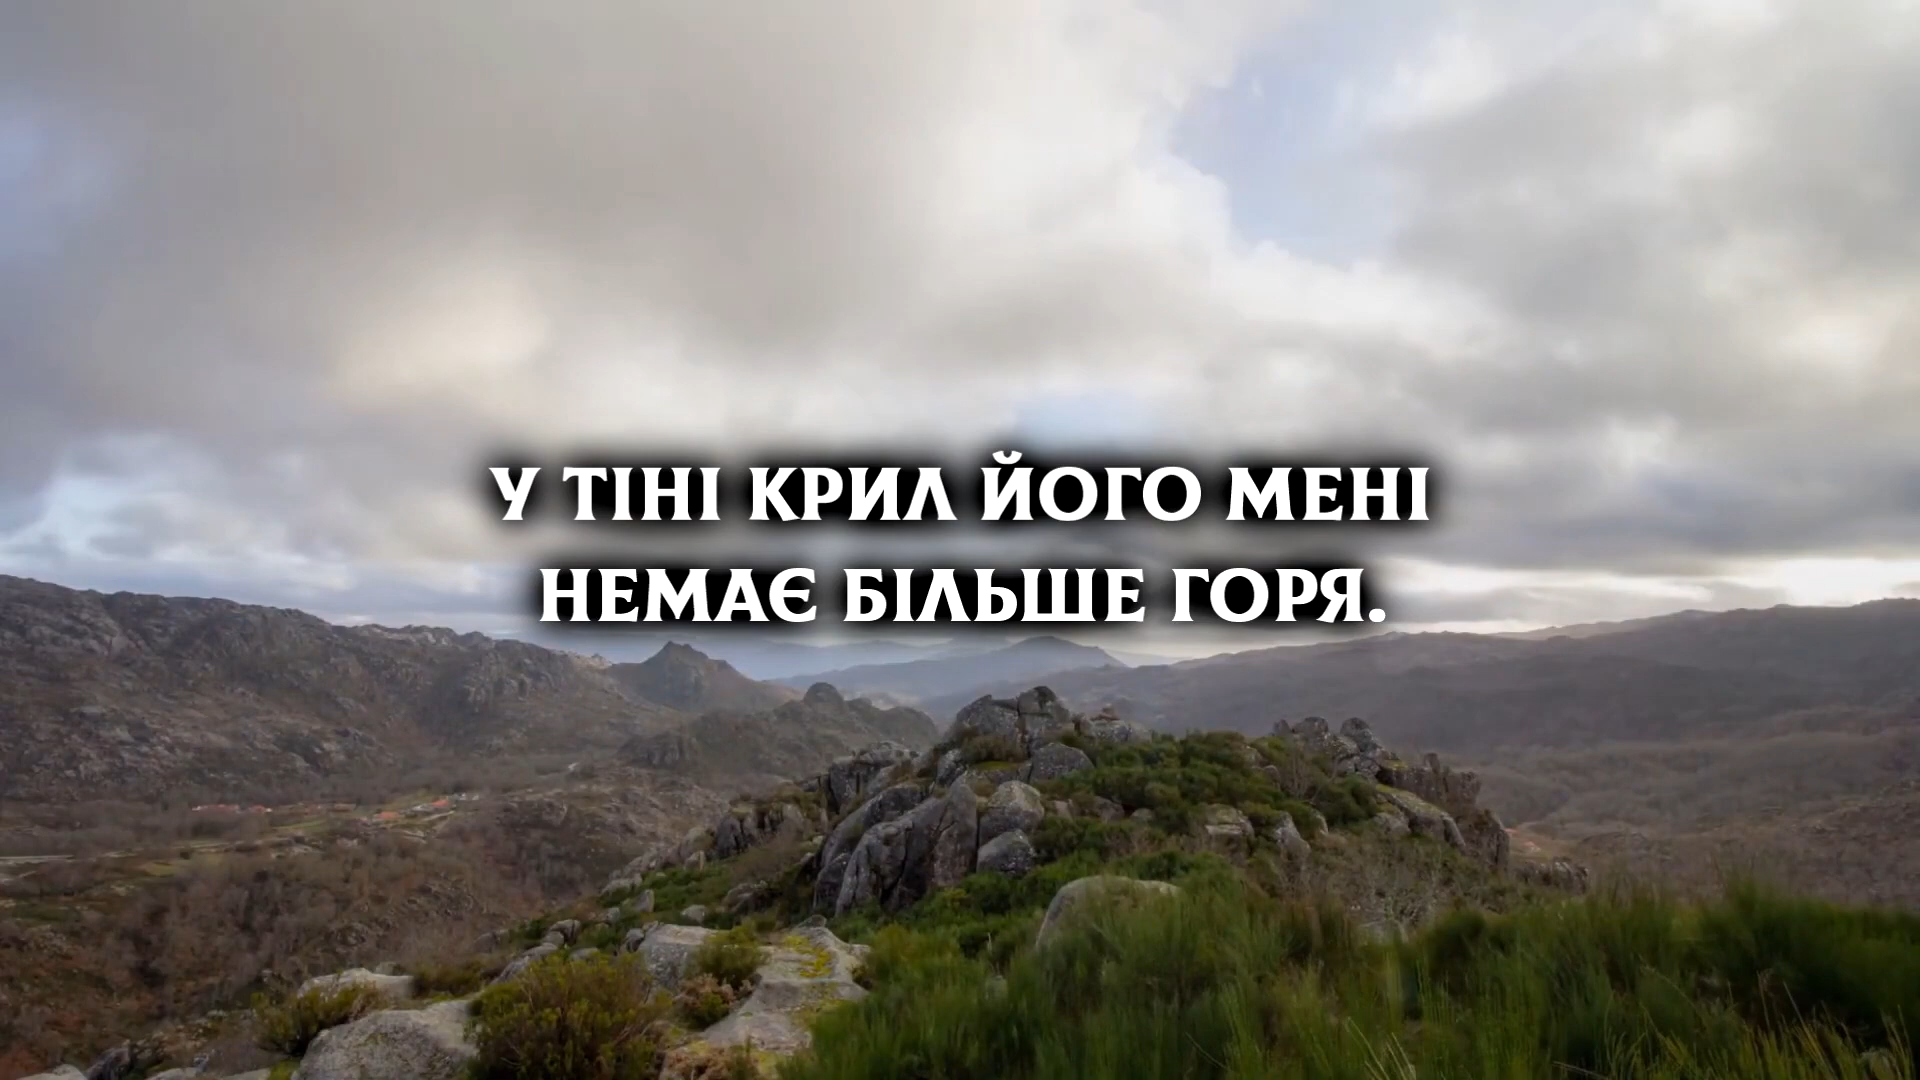 У ТІНІ КРИЛ ЙОГО МЕНІ
НЕМАЄ БІЛЬШЕ ГОРЯ.